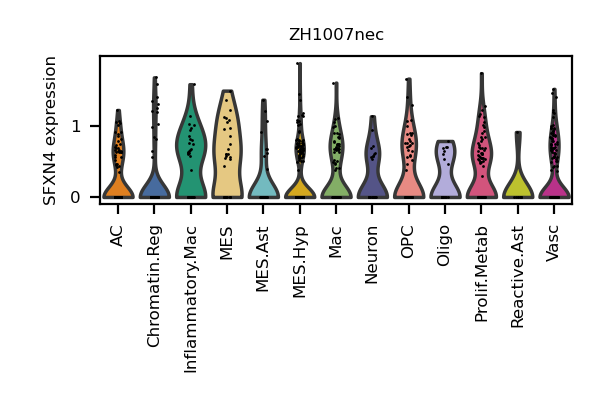 ZH1007nec
SFXN4 expression
1
0
AC
Chromatin.Reg
Inflammatory.Mac
MES
MES.Ast
MES.Hyp
Mac
Neuron
OPC
Oligo
Prolif.Metab
Reactive.Ast
Vasc